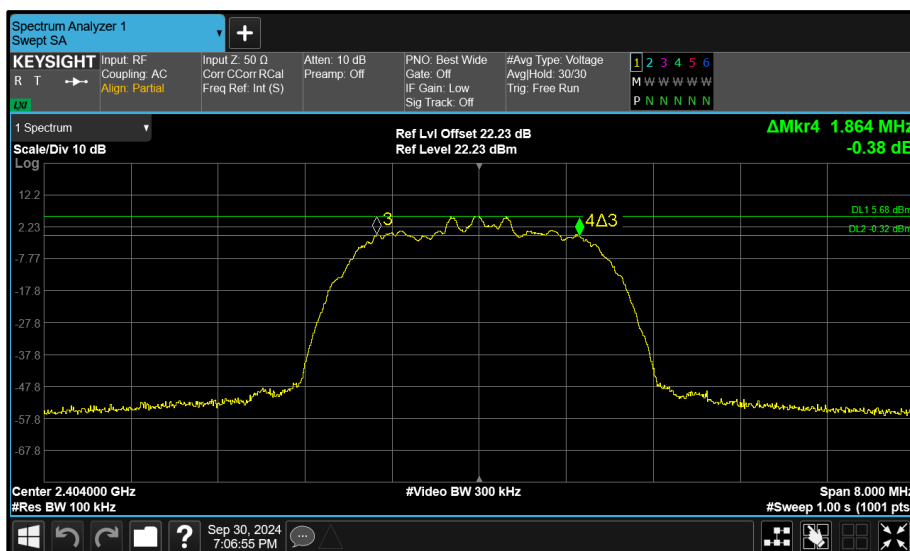 Spectrum Analyzer 1
Swept SA
KEYSIGHT
R T
LXI
Input: RF
Coupling: AC
Align: Partial
Input Z: 50 Ω
Corr CCorr RCal
Freq Ref: Int (S)
Atten: 10 dB
Preamp: Off
PNO: Best Wide
Gate: Off
IF Gain: Low
Sig Track: Off
#Avg Type: Voltage
Avg|Hold: 30/30
Trig: Free Run
1 2 3 4 5 6
M W W W W W
P N N N N N
1 Spectrum
Scale/Div 10 dB
Log
Ref Lvl Offset 22.23 dB
Ref Level 22.23 dBm
ΔMkr4 1.864 MHz
-0.38 dB
12.2
2.23
-7.77
-17.8
-27.8
-37.8
-47.8
-57.8
-67.8
3
4Δ3
DL1 5.68 dBm
DL2 -0.32 dBm
Center 2.404000 GHz
#Res BW 100 kHz
#Video BW 300 kHz
Span 8.000 MHz
#Sweep 1.00 s (1001 pts
?
Sep 30, 2024
7:06:55 PM